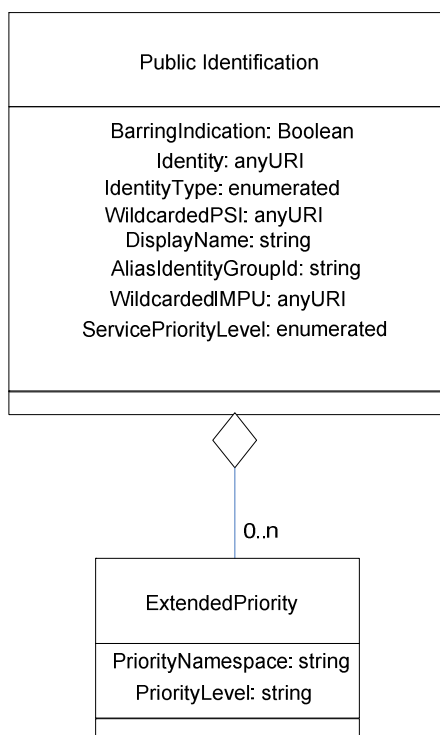 Public Identification
BarringIndication: Boolean
Identity: anyURI
IdentityType: enumerated
WildcardedPSI: anyURI
DisplayName: string
AliasIdentityGroupId: string
WildcardedIMPU: anyURI
ServicePriorityLevel: enumerated
0..n
ExtendedPriority
PriorityNamespace: string
PriorityLevel: string